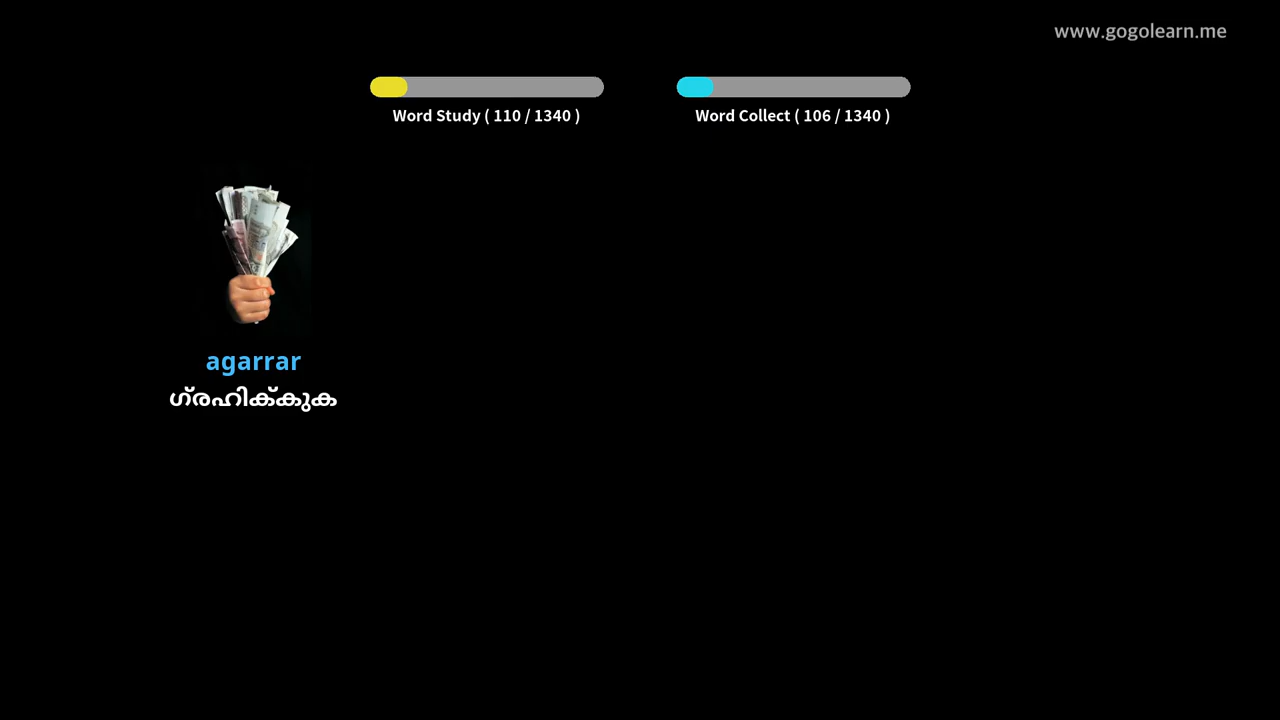 www.gogolearn.me
Word Study ( 110 / 1340 )
Word Collect ( 106 / 1340 )
agarrar
ഗ്രഹിക്കുക